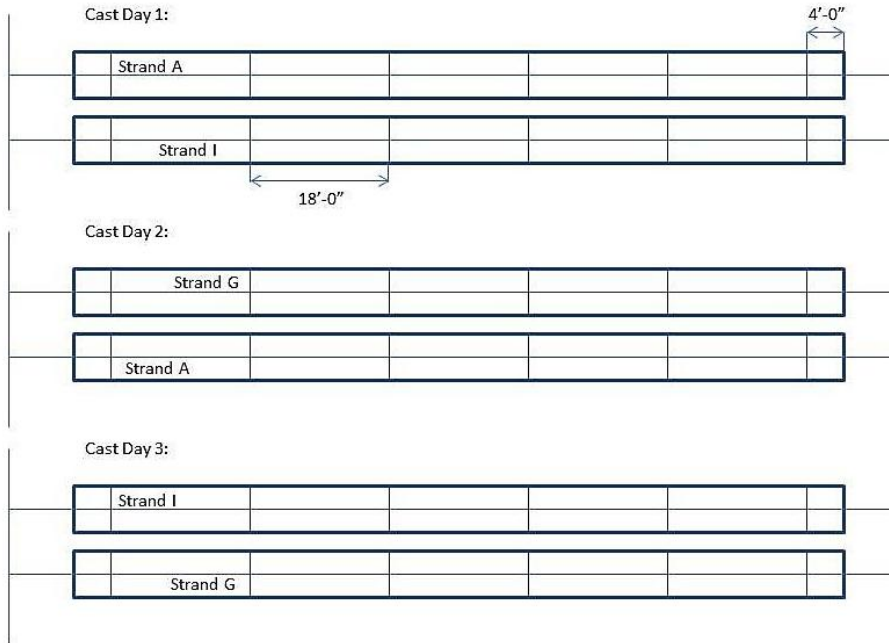 Cast Day 1:
4’-0”
Strand A
Strand I
18’-0”
Cast Day 2:
Strand G
Strand A
Cast Day 3:
Strand I
Strand G